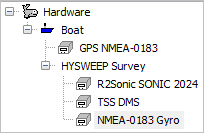 Hardware
Boat
GPS NMEA-0183
HYSWEEP Survey
R2Sonic SONIC 2024
TSS DMS
NMEA-0183 Gyro